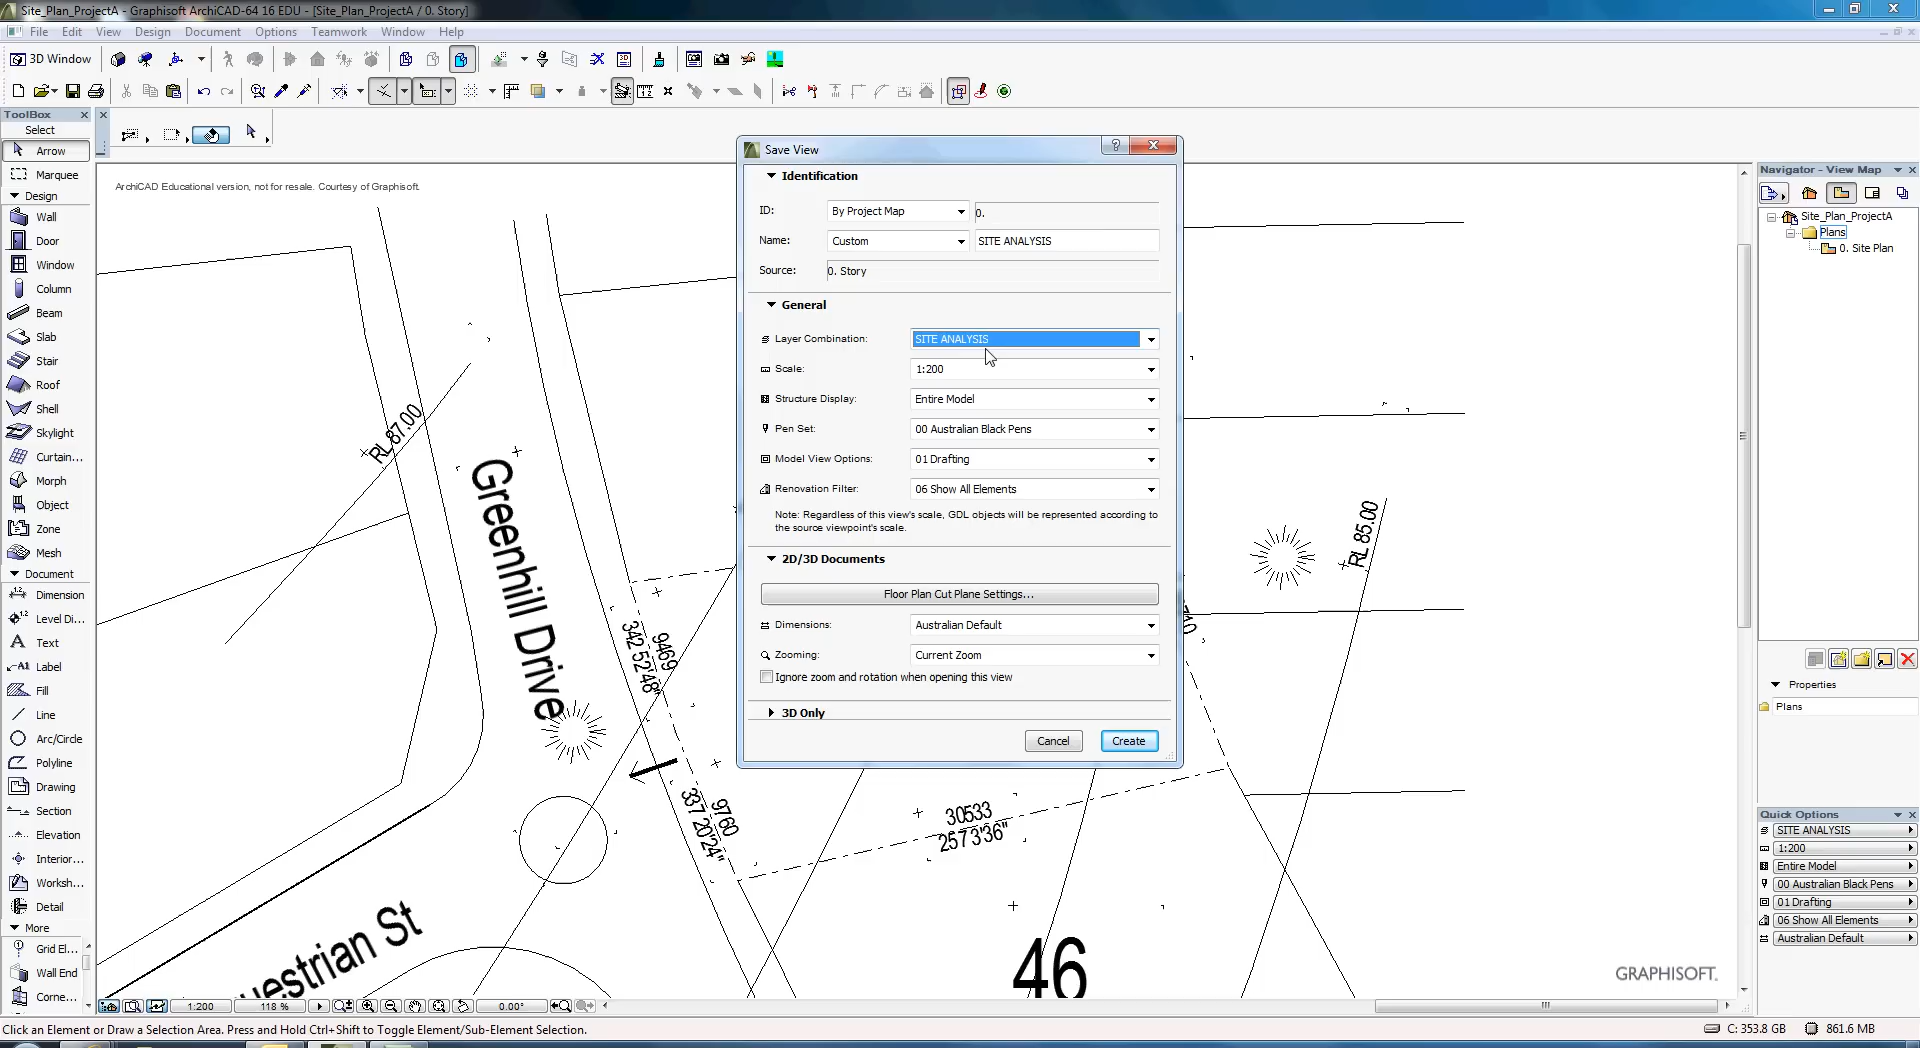 Site_Plan_ProjectA - Graphisoft ArchiCAD-64 16 EDU - [Site_Plan_ProjectA / 0. Story]
File Edit View Design Document Options Teamwork Window Help
3D Window
ToolBox
Select
Arrow
Marquee
Design
Wall
Door
Window
Column
Beam
Slab
Stair
Roof
Shell
Skylight
Curtain...
Morph
Object
Zone
Mesh
Document
Dimension
Level Di...
Text
Label
Fill
Line
Arc/Circle
Polyline
Drawing
Section
Elevation
Interior...
Worksh...
Detail
More
Grid El...
Wall End
Corne...
ArchiCAD Educational version, not for resale. Courtesy of Graphisoft.
RL 87.00
Greenhill Drive
9469
342 52'48"
9760
337 20'24"
30533
257 3'36"
46
RL 85.00
GRAPHISOFT.
Save View
Identification
ID: By Project Map 0.
Name: Custom SITE ANALYSIS
Source: 0. Story
General
Layer Combination: SITE ANALYSIS
Scale: 1:200
Structure Display: Entire Model
Pen Set: 00 Australian Black Pens
Model View Options: 01 Drafting
Renovation Filter: 06 Show All Elements
Note: Regardless of this view's scale, GDL objects will be represented according to
the source viewpoint's scale.
2D/3D Documents
Floor Plan Cut Plane Settings...
Dimensions: Australian Default
Zooming: Current Zoom
Ignore zoom and rotation when opening this view
3D Only
Cancel Create
Navigator - View Map
Site_Plan_ProjectA
Plans
0. Site Plan
Properties
Plans
Quick Options
SITE ANALYSIS
1:200
Entire Model
00 Australian Black Pens
01 Drafting
06 Show All Elements
Australian Default
1:200 118 % 0.00°
Click an Element or Draw a Selection Area. Press and Hold Ctrl+Shift to Toggle Element/Sub-Element Selection.
C: 353.8 GB 861.6 MB